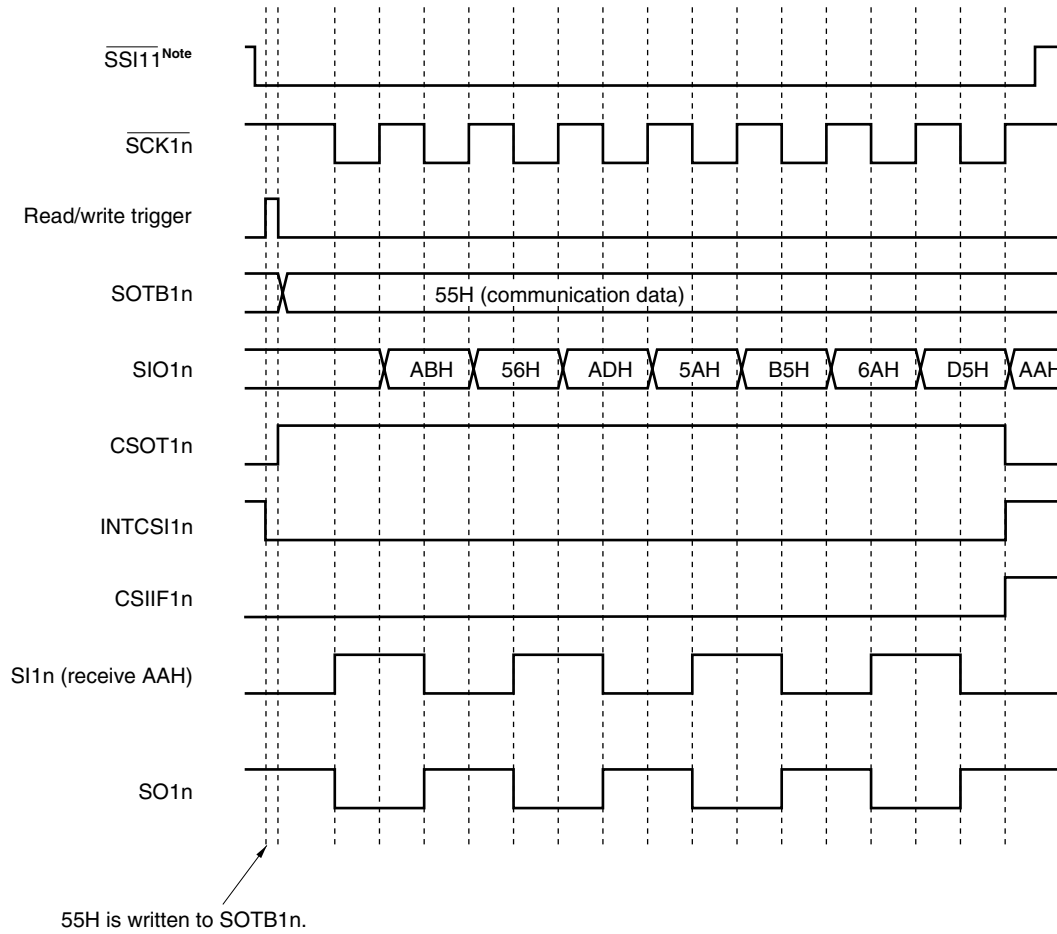 SSI11Note
SCK1n
Read/write trigger
SOTB1n
55H (communication data)
SIO1n
ABH 56H ADH 5AH B5H 6AH D5H AAH
CSOT1n
INTCSI1n
CSIIF1n
SI1n (receive AAH)
SO1n
55H is written to SOTB1n.